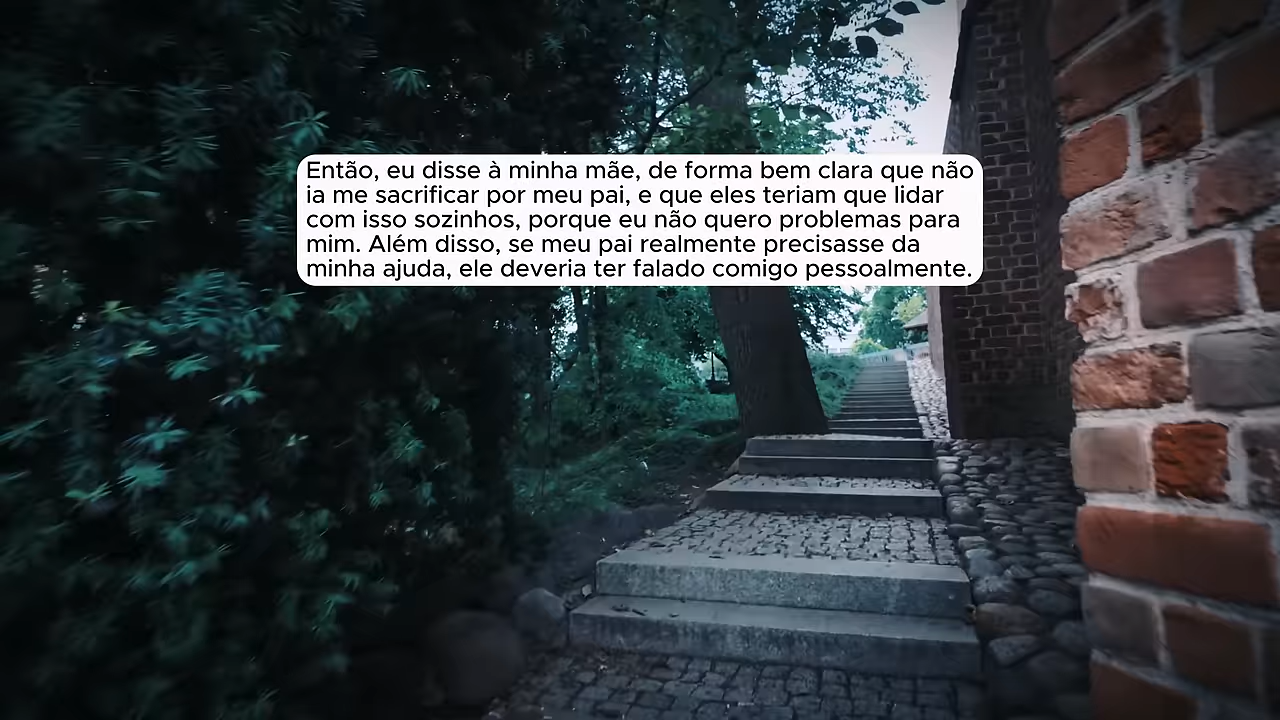 Então, eu disse à minha mãe, de forma bem clara que não
ia me sacrificar por meu pai, e que eles teriam que lidar
com isso sozinhos, porque eu não quero problemas para
mim. Além disso, se meu pai realmente precisasse da
minha ajuda, ele deveria ter falado comigo pessoalmente.